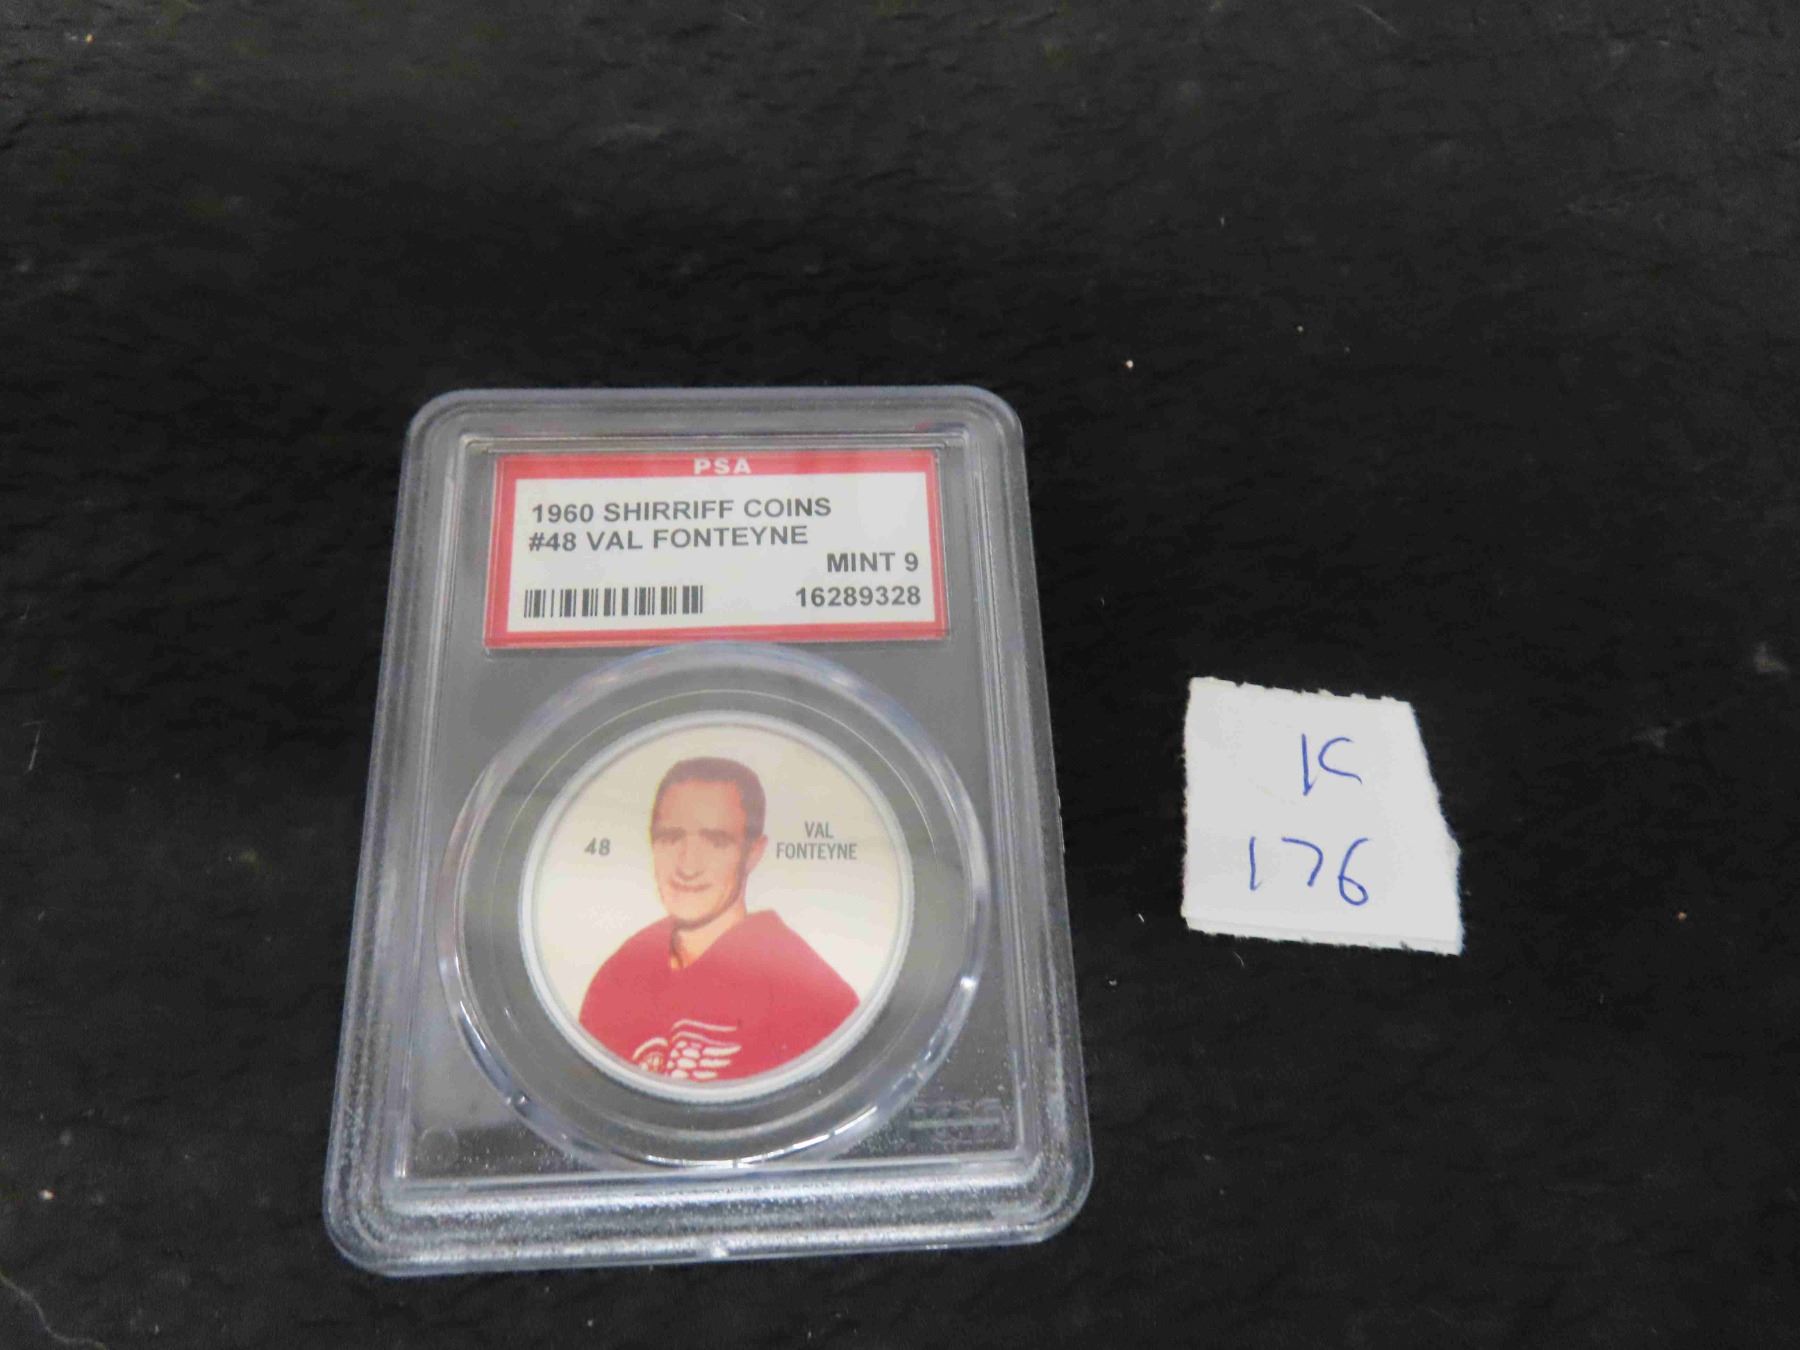 PSA
1960 SHIRRIFF COINS
#48 VAL FONTEYNE
MINT 9
16289328
48
VAL
FONTEYNE
K
176